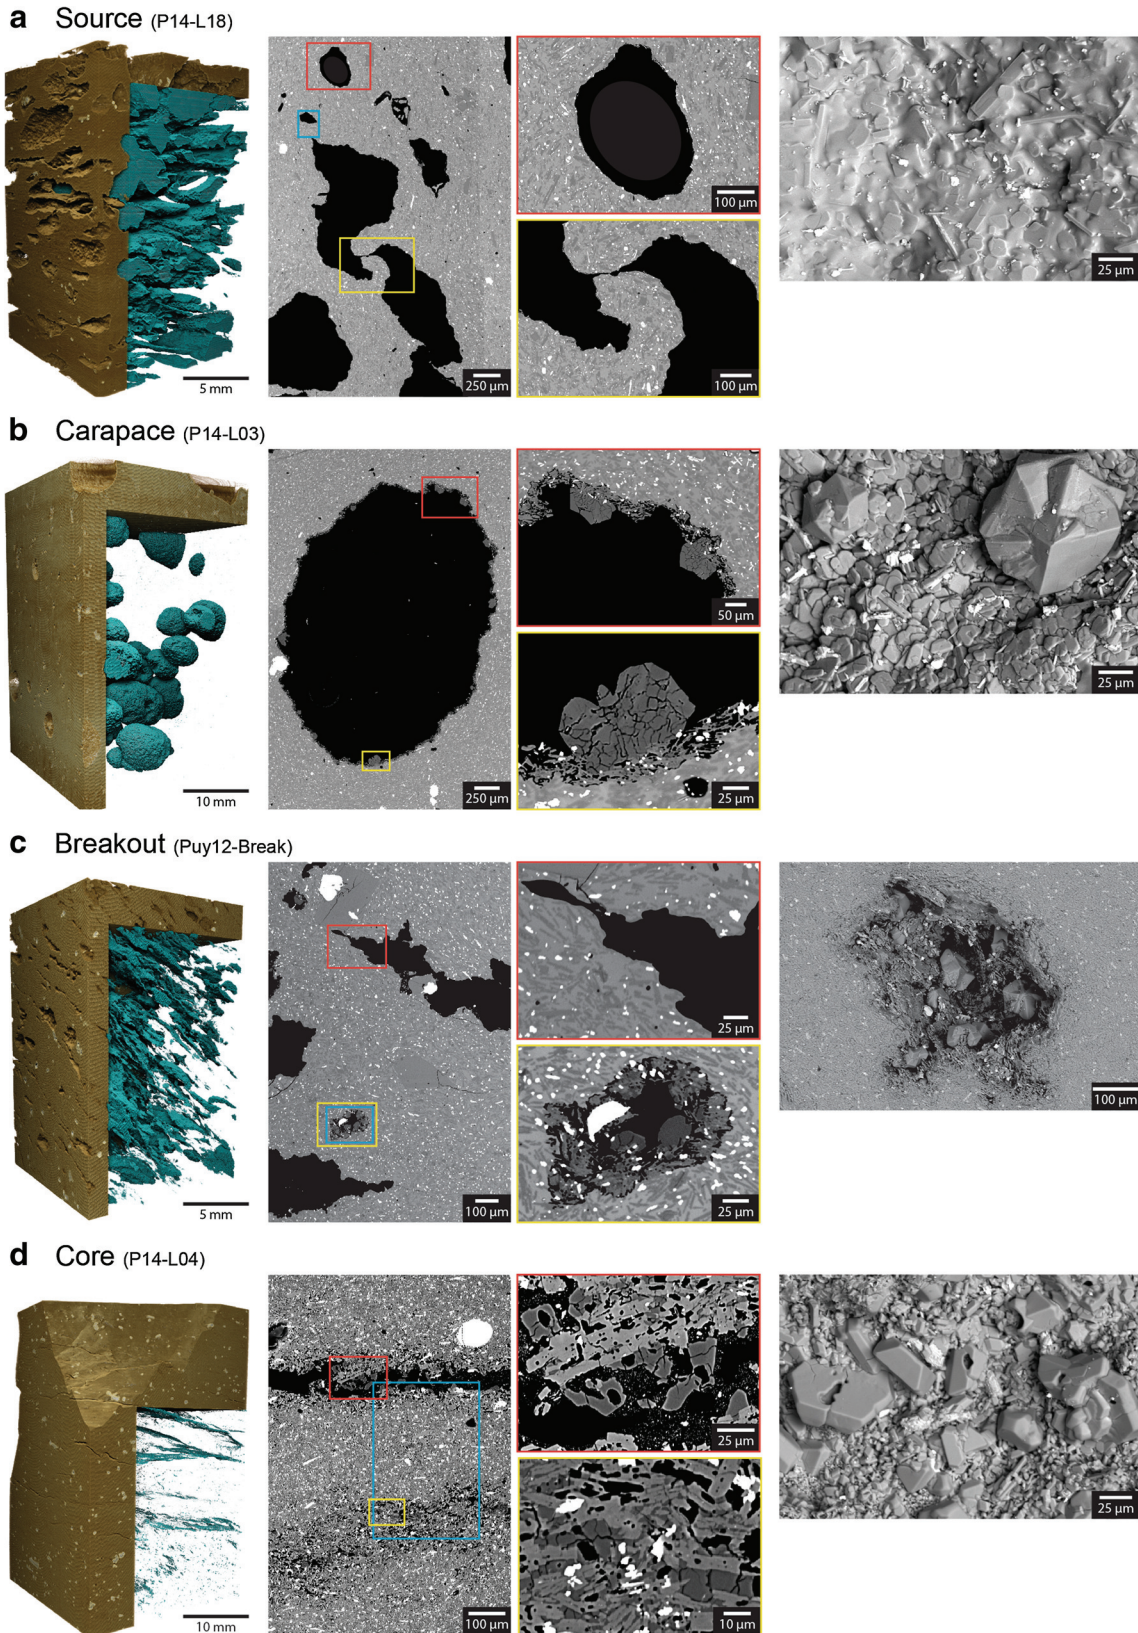 a Source (P14-L18)
5 mm
250 µm
100 µm
100 µm
25 µm
b Carapace (P14-L03)
10 mm
250 µm
50 µm
25 µm
25 µm
c Breakout (Puy12-Break)
5 mm
100 µm
25 µm
25 µm
100 µm
d Core (P14-L04)
10 mm
100 µm
25 µm
10 µm
25 µm